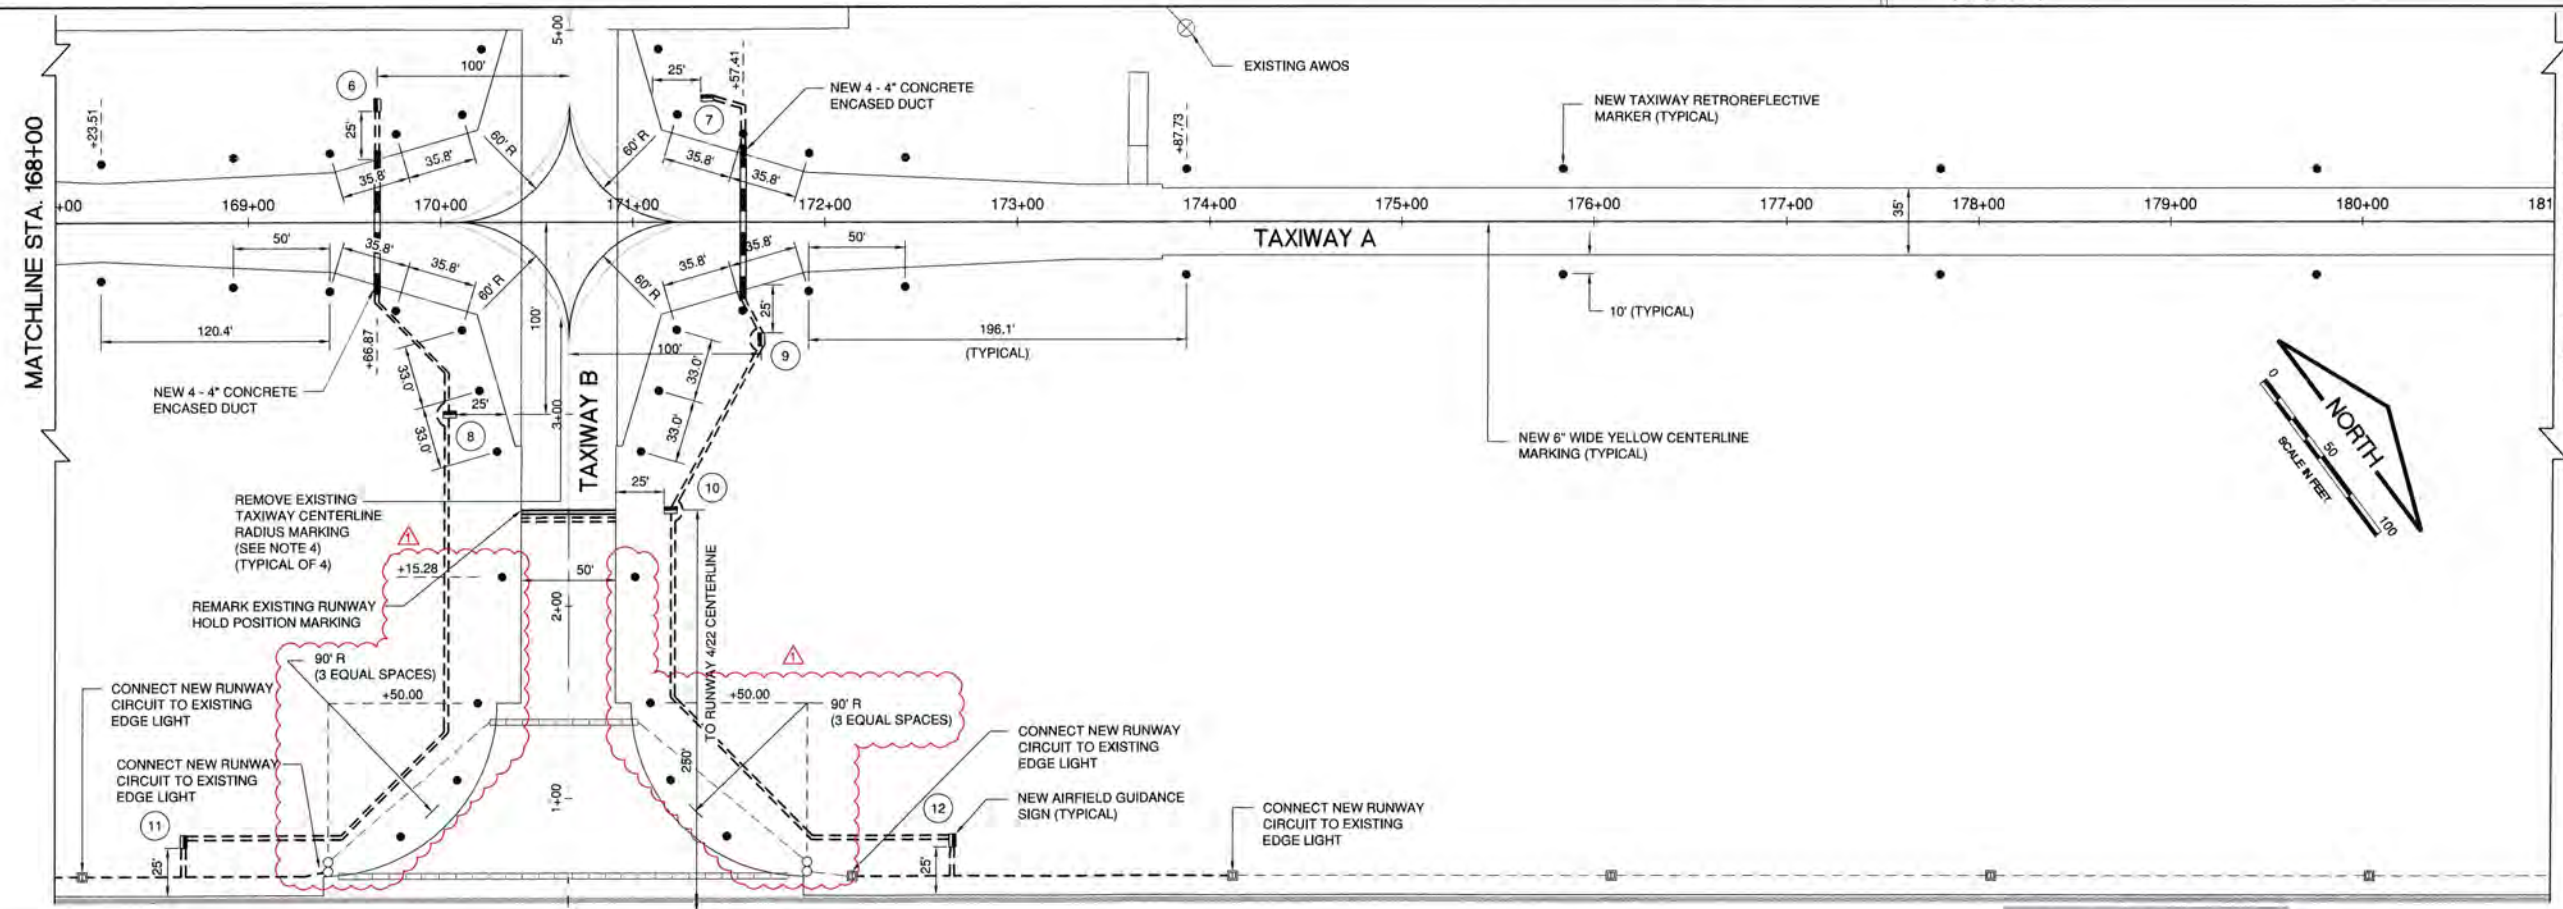 MATCHLINE STA. 168+00
5+00
100'
6
25'
+57.41
NEW 4 - 4" CONCRETE
ENCASED DUCT
EXISTING AWOS
NEW TAXIWAY RETROREFLECTIVE
MARKER (TYPICAL)
+23.51
25'
7
+87.73
60' R
60' R
35.8'
35.8'
35.8'
35.8'
+00
169+00
170+00
171+00
172+00
173+00
174+00
175+00
176+00
177+00
178+00
179+00
180+00
181
35'
TAXIWAY A
50'
35.8'
35.8'
35.8'
35.8'
50'
60' R
60' R
100'
25'
10' (TYPICAL)
120.4'
+66.87
100'
9
196.1'
(TYPICAL)
NEW 4 - 4" CONCRETE
ENCASED DUCT
33.0'
33.0'
25'
8
3+00
TAXIWAY B
33.0'
33.0'
NEW 6" WIDE YELLOW CENTERLINE
MARKING (TYPICAL)
0
50
100
NORTH
SCALE IN FEET
REMOVE EXISTING
TAXIWAY CENTERLINE
RADIUS MARKING
(SEE NOTE 4)
(TYPICAL OF 4)
25'
10
1
+15.28
50'
REMARK EXISTING RUNWAY
HOLD POSITION MARKING
2+00
250'
TO RUNWAY 4/22 CENTERLINE
1
90' R
(3 EQUAL SPACES)
+50.00
+50.00
90' R
(3 EQUAL SPACES)
CONNECT NEW RUNWAY
CIRCUIT TO EXISTING
EDGE LIGHT
CONNECT NEW RUNWAY
CIRCUIT TO EXISTING
EDGE LIGHT
CONNECT NEW RUNWAY
CIRCUIT TO EXISTING
EDGE LIGHT
1+00
11
25'
12
NEW AIRFIELD GUIDANCE
SIGN (TYPICAL)
25'
CONNECT NEW RUNWAY
CIRCUIT TO EXISTING
EDGE LIGHT